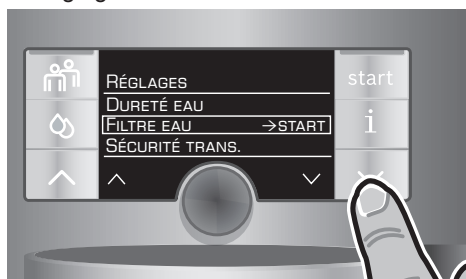 RÉGLAGES
DURETÉ EAU
FILTRE EAU →START
SÉCURITÉ TRANS.
start
i